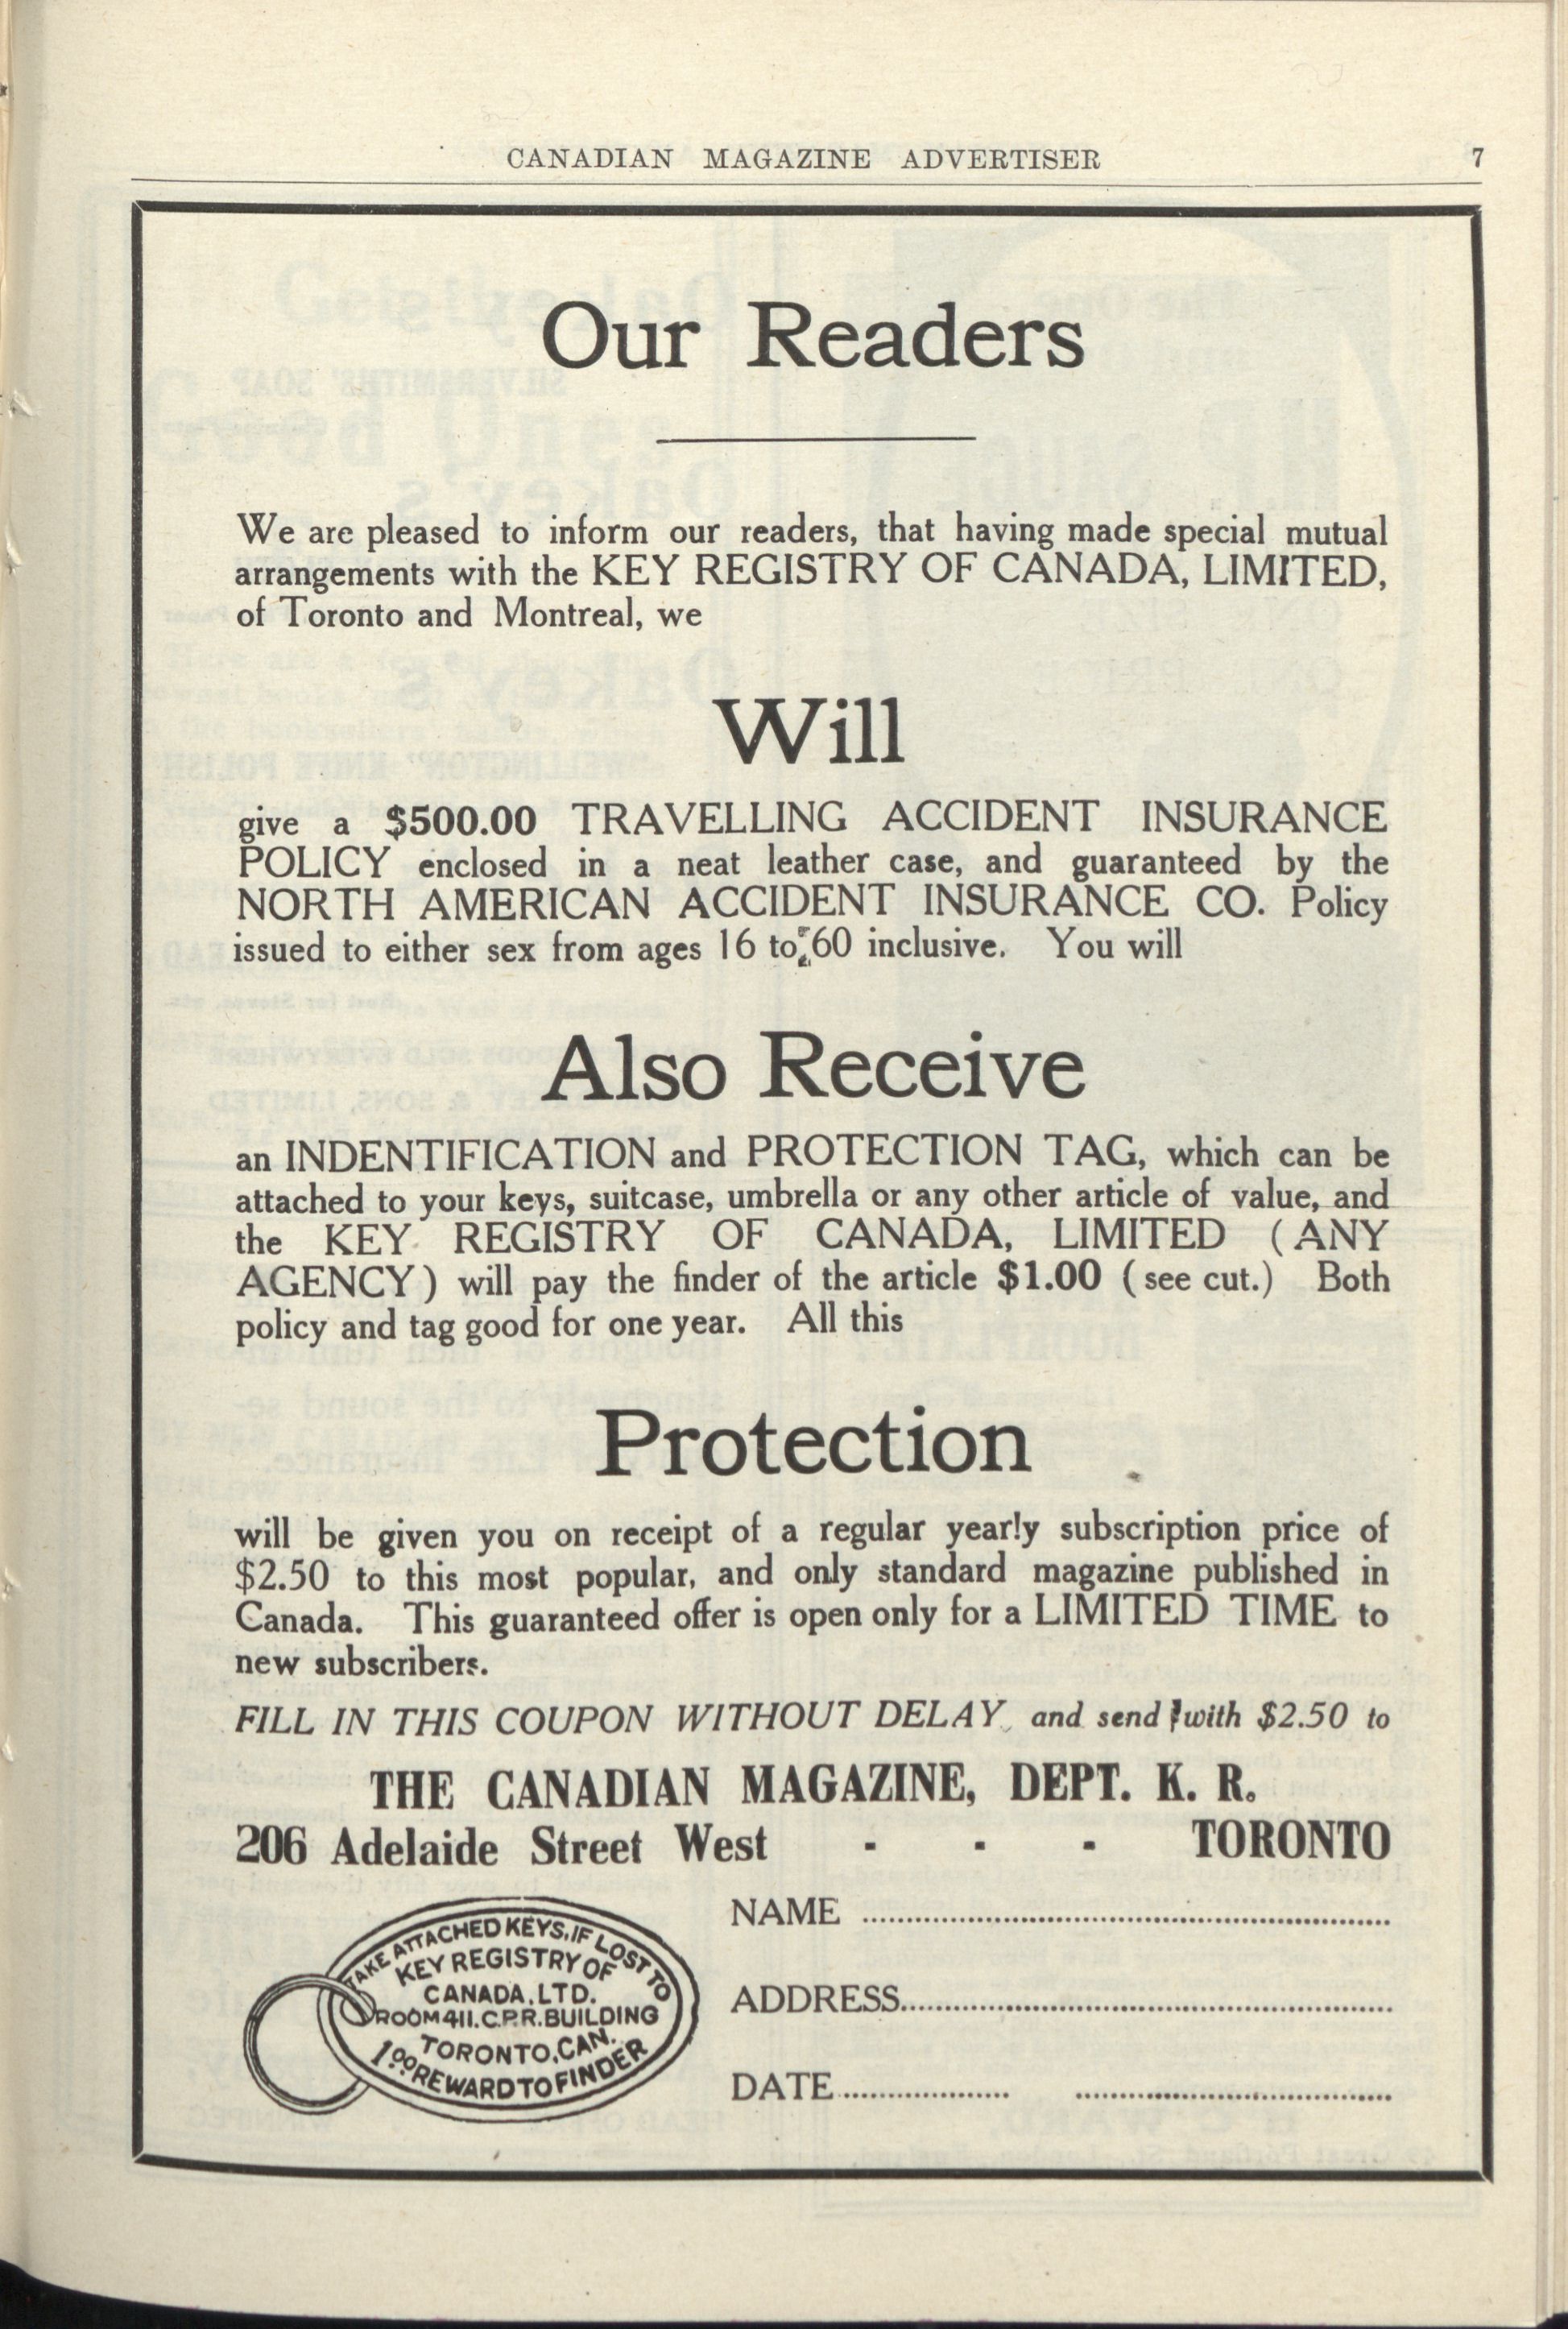 CANADIAN MAGAZINE ADVERTISER 7
Our Readers
We are pleased to inform our readers, that having made special mutual
arrangements with the KEY REGISTRY OF CANADA, LIMITED,
of Toronto and Montreal, we
Will
give a $500.00 TRAVELLING ACCIDENT INSURANCE
POLICY enclosed in a neat leather case, and guaranteed by the
NORTH AMERICAN ACCIDENT INSURANCE CO. Policy
issued to either sex from ages 16 to 60 inclusive. You will
Also Receive
an INDENTIFICATION and PROTECTION TAG, which can be
attached to your keys, suitcase, umbrella or any other article of value, and
the KEY REGISTRY OF CANADA, LIMITED (ANY
AGENCY) will pay the finder of the article $1.00 (see cut.) Both
policy and tag good for one year. All this
Protection
will be given you on receipt of a regular yearly subscription price of
$2.50 to this most popular, and only standard magazine published in
Canada. This guaranteed offer is open only for a LIMITED TIME to
new subscribers.
FILL IN THIS COUPON WITHOUT DELAY and send with $2.50 to
THE CANADIAN MAGAZINE, DEPT. K. R.
206 Adelaide Street West - - - TORONTO
TAKE ATTACHED KEYS, IF LOST TO
KEY REGISTRY OF
CANADA, LTD.
ROOM 411. C.P.R. BUILDING
TORONTO, CAN.
1.00 REWARD TO FINDER
NAME
ADDRESS
DATE